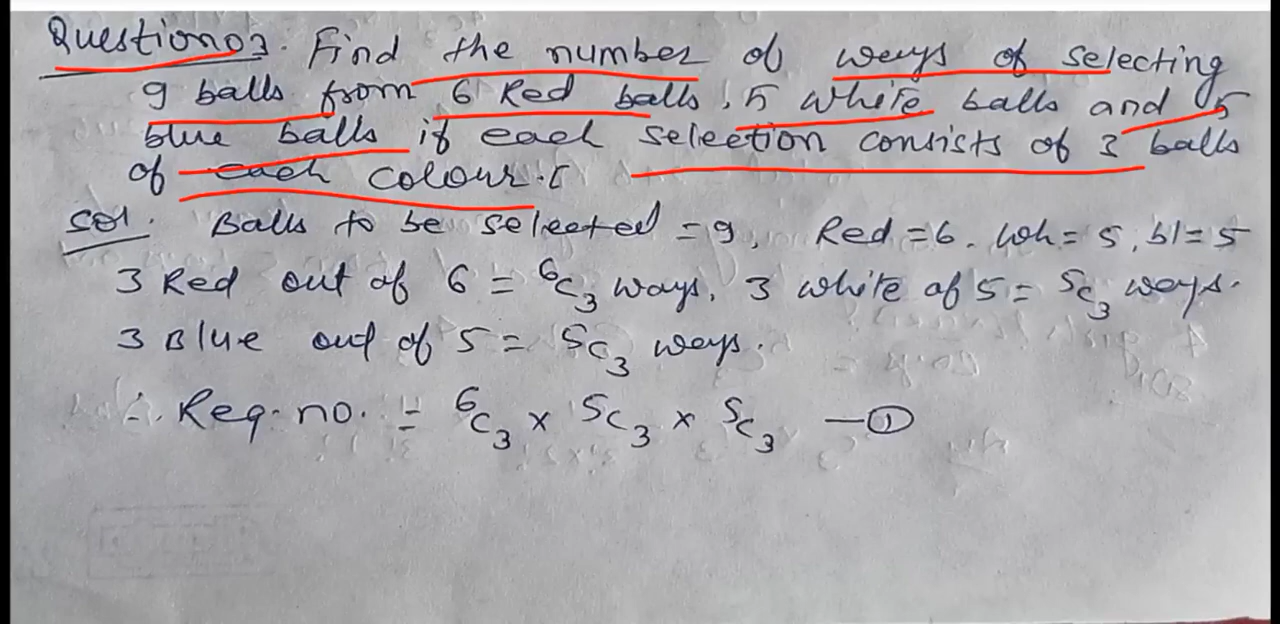 Question 03. Find the number of ways of selecting
9 balls from 6 Red balls, 5 white balls and 5
blue balls if each selection consists of 3 balls
of each colour.
Sol. Balls to be selected = 9, Red = 6. Wh = 5, bl = 5
3 Red out of 6 = ⁶C₃ ways, 3 white of 5 = ⁵C₃ ways.
3 Blue out of 5 = ⁵C₃ ways.
∴ Req. no. = ⁶C₃ × ⁵C₃ × ⁵C₃ — ①